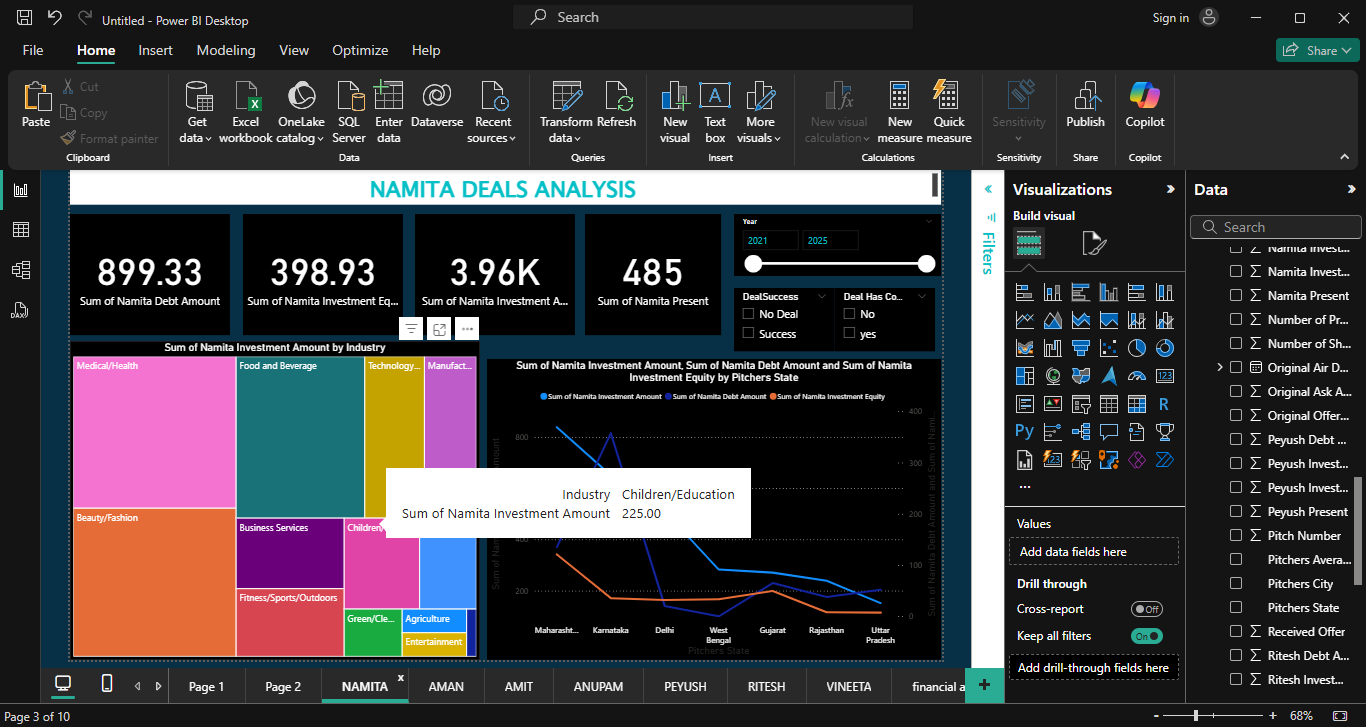 Untitled - Power BI Desktop
Search
Sign in
File
Home
Insert
Modeling
View
Optimize
Help
Share
Paste
Cut
Copy
Format painter
Clipboard
Get data
Excel workbook
OneLake catalog
SQL Server
Enter data
Dataverse
Recent sources
Data
Transform data
Refresh
Queries
New visual
Text box
More visuals
Insert
New visual calculation
New measure
Quick measure
Calculations
Sensitivity
Sensitivity
Publish
Share
Copilot
Copilot
NAMITA DEALS ANALYSIS
899.33
Sum of Namita Debt Amount
398.93
Sum of Namita Investment Eq...
3.96K
Sum of Namita Investment A...
485
Sum of Namita Present
Year
2021
2025
DealSuccess
No Deal
Success
Deal Has Co...
No
yes
Sum of Namita Investment Amount by Industry
Medical/Health
Food and Beverage
Technology...
Manufact...
Beauty/Fashion
Business Services
Children/
Fitness/Sports/Outdoors
Green/Cle...
Agriculture
Entertainment
Industry Children/Education
Sum of Namita Investment Amount 225.00
Sum of Namita Investment Amount, Sum of Namita Debt Amount and Sum of Namita
Investment Equity by Pitchers State
Sum of Namita Investment Amount
Sum of Namita Debt Amount
Sum of Namita Investment Equity
800
400
200
400
300
200
100
0
Maharasht...
Karnataka
Delhi
West Bengal
Gujarat
Rajasthan
Uttar Pradesh
Pitchers State
Filters
Visualizations
Build visual
R
Py
123
123
...
Values
Add data fields here
Drill through
Cross-report
Off
Keep all filters
On
Add drill-through fields here
Data
Search
Namita Invest...
Namita Invest...
Namita Present
Number of Pr...
Number of Sh...
Original Air D...
Original Ask A...
Original Offer...
Peyush Debt ...
Peyush Invest...
Peyush Invest...
Peyush Present
Pitch Number
Pitchers Avera...
Pitchers City
Pitchers State
Received Offer
Ritesh Debt A...
Ritesh Invest...
DAX
Page 1
Page 2
NAMITA
x
AMAN
AMIT
ANUPAM
PEYUSH
RITESH
VINEETA
financial a
+
Page 3 of 10
- + 68%